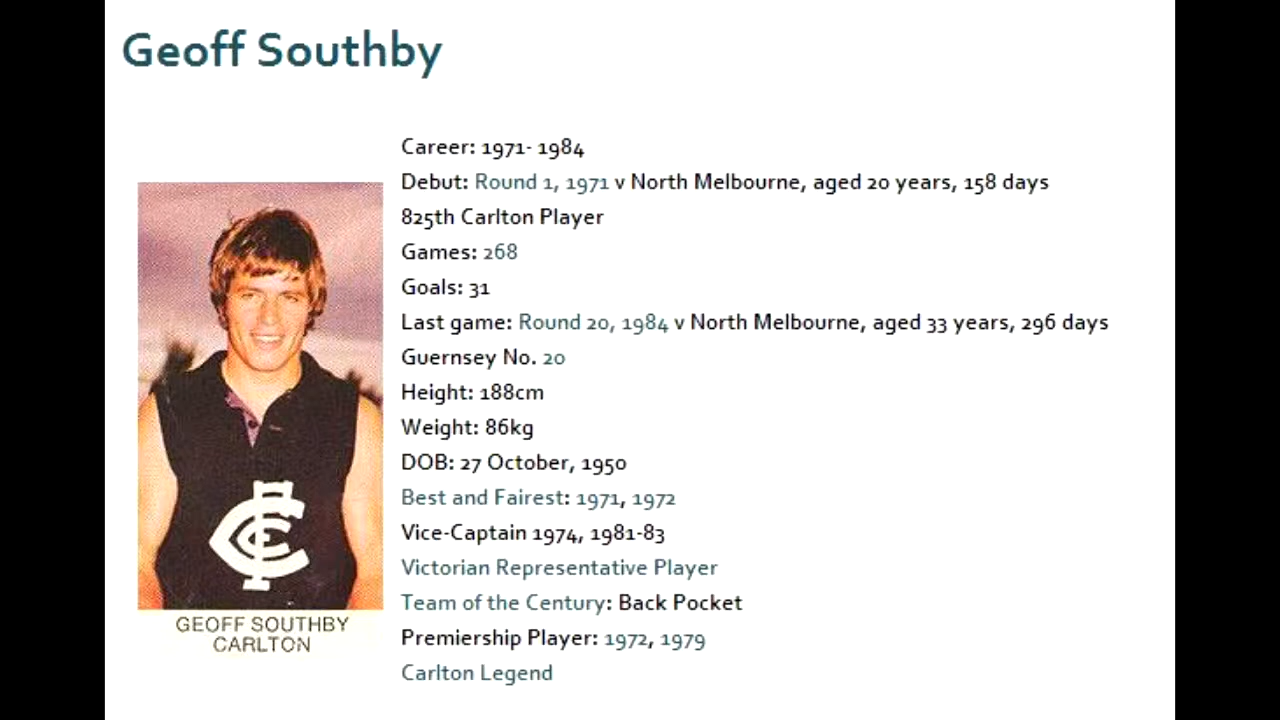 Geoff Southby
Career: 1971- 1984
Debut: Round 1, 1971 v North Melbourne, aged 20 years, 158 days
825th Carlton Player
Games: 268
Goals: 31
Last game: Round 20, 1984 v North Melbourne, aged 33 years, 296 days
Guernsey No. 20
Height: 188cm
Weight: 86kg
DOB: 27 October, 1950
Best and Fairest: 1971, 1972
Vice-Captain 1974, 1981-83
Victorian Representative Player
Team of the Century: Back Pocket
Premiership Player: 1972, 1979
Carlton Legend
CFC
GEOFF SOUTHBY
CARLTON